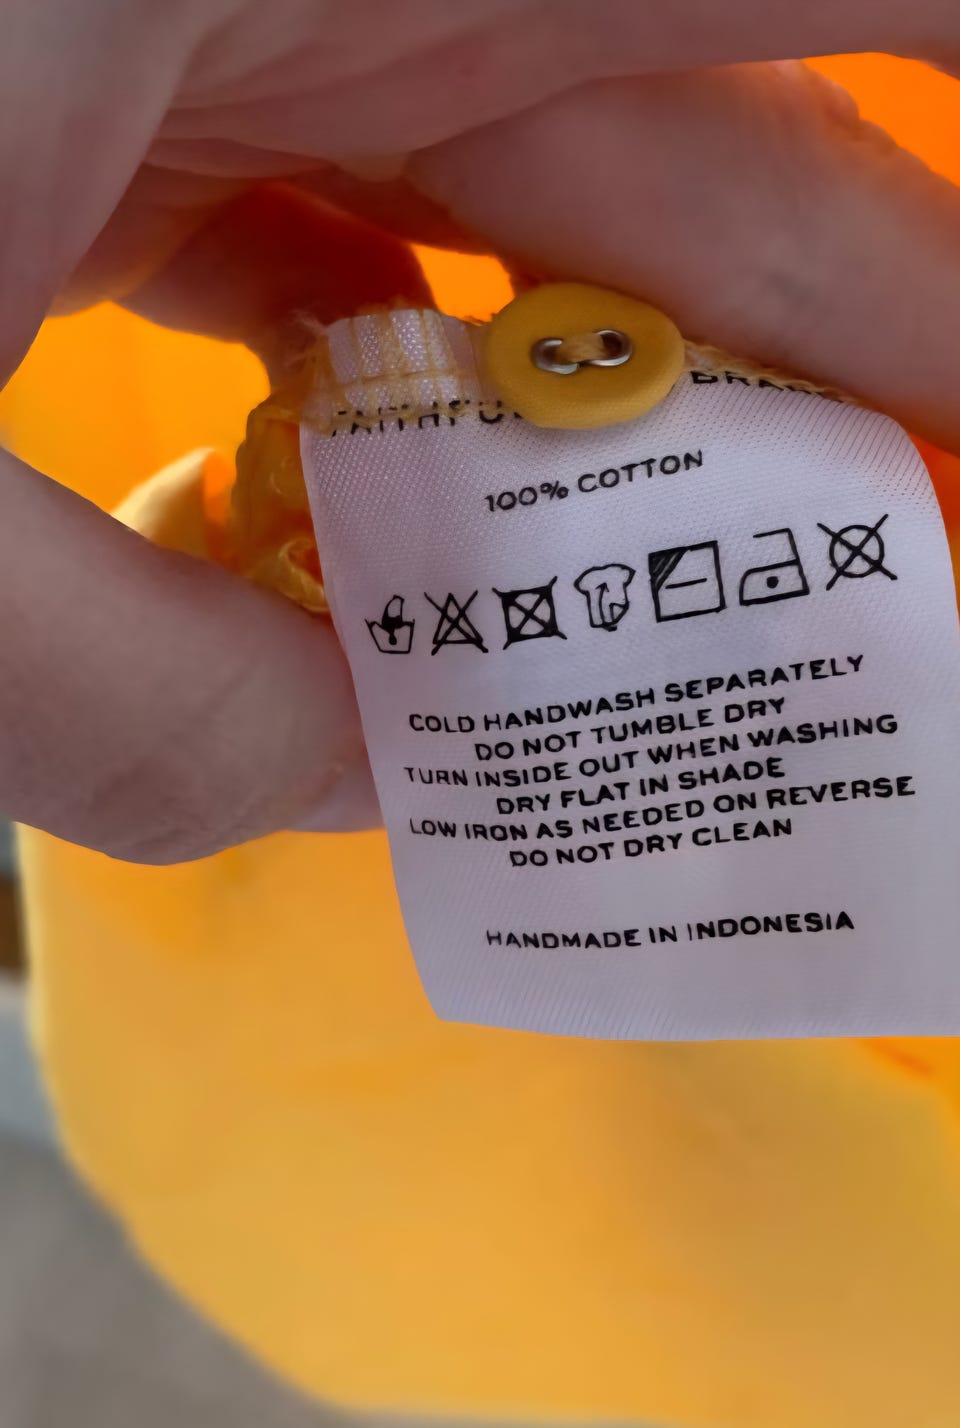 100% COTTON
COLD HANDWASH SEPARATELY
DO NOT TUMBLE DRY
TURN INSIDE OUT WHEN WASHING
DRY FLAT IN SHADE
LOW IRON AS NEEDED ON REVERSE
DO NOT DRY CLEAN
HANDMADE IN INDONESIA